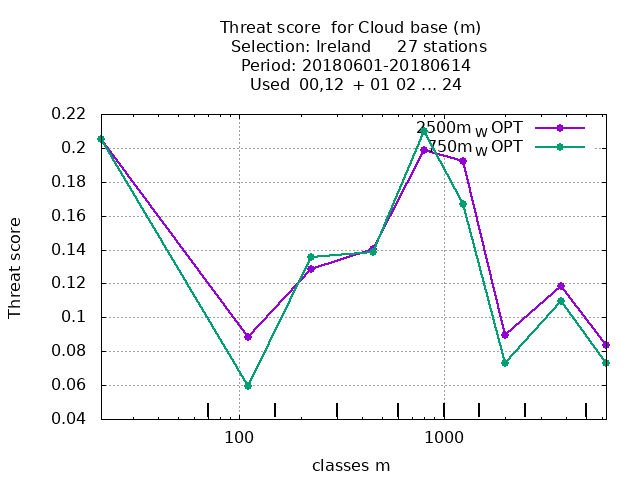 Threat score for Cloud base (m)
Selection: Ireland 27 stations
Period: 20180601-20180614
Used 00,12 + 01 02 ... 24
2500m W OPT
750m W OPT
Threat score
0.22
0.2
0.18
0.16
0.14
0.12
0.1
0.08
0.06
0.04
100 1000
classes m